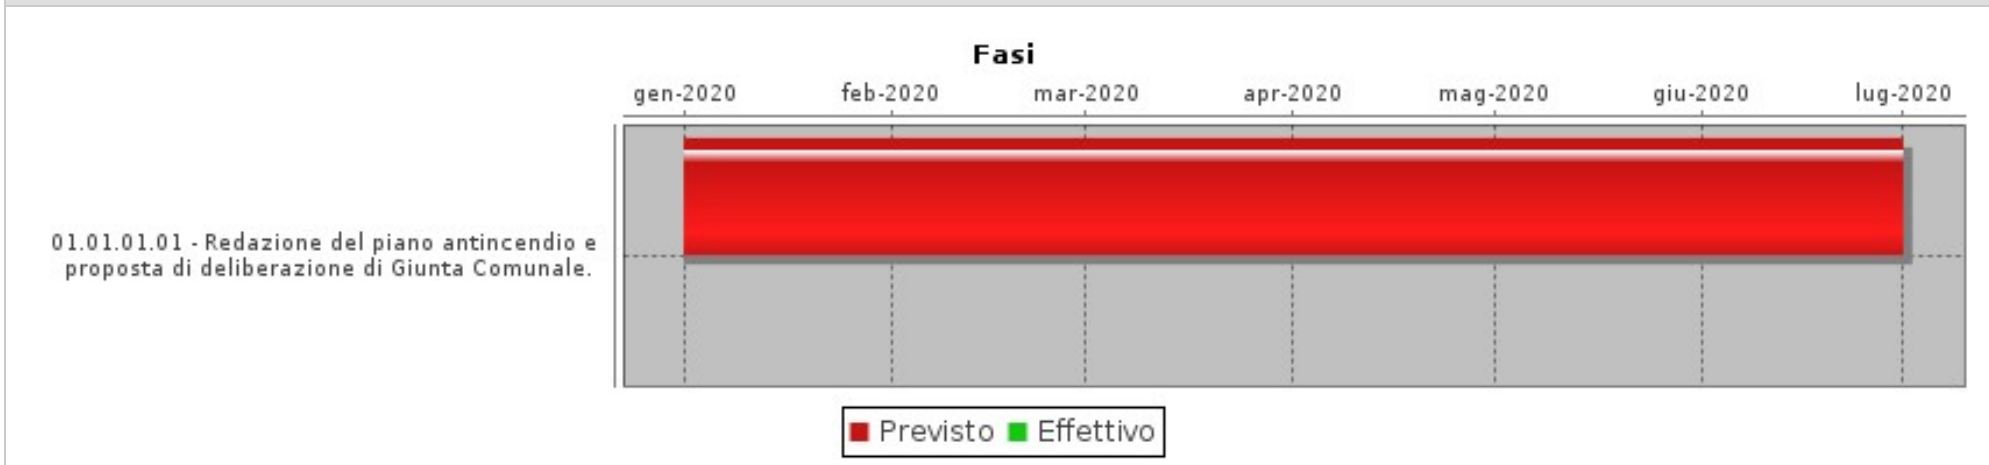 Fasi
gen-2020 feb-2020 mar-2020 apr-2020 mag-2020 giu-2020 lug-2020
01.01.01.01 - Redazione del piano antincendio e
proposta di deliberazione di Giunta Comunale.
Previsto Effettivo